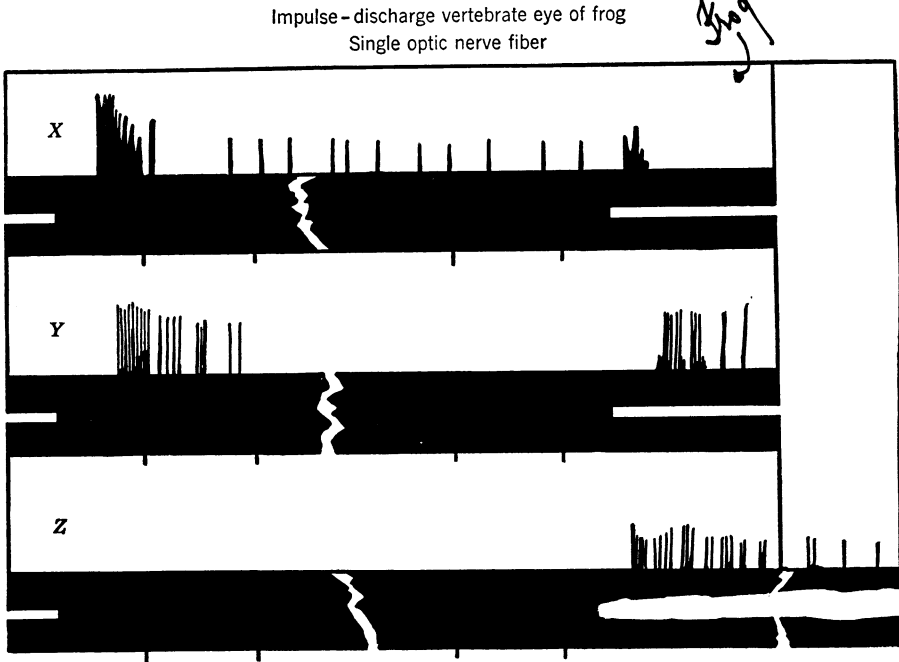 Impulse-discharge vertebrate eye of frog
Single optic nerve fiber
Frog
X
Y
Z